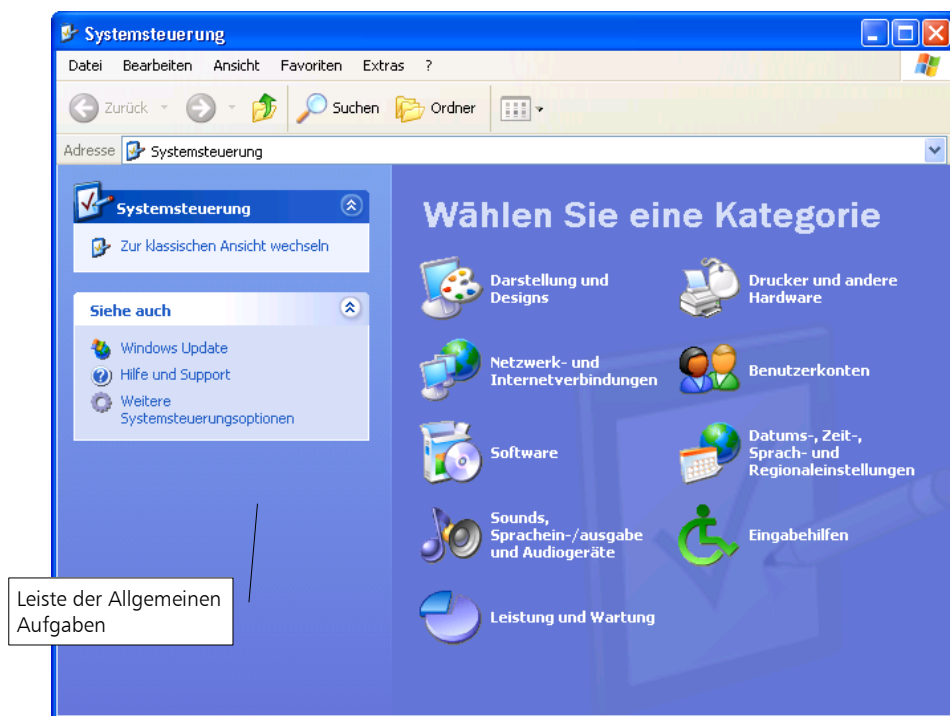 Systemsteuerung
Datei Bearbeiten Ansicht Favoriten Extras ?
Zurück Suchen Ordner
Adresse Systemsteuerung
Systemsteuerung
Zur klassischen Ansicht wechseln
Siehe auch
Windows Update
Hilfe und Support
Weitere
Systemsteuerungsoptionen
Leiste der Allgemeinen
Aufgaben
Wählen Sie eine Kategorie
Darstellung und
Designs
Drucker und andere
Hardware
Netzwerk- und
Internetverbindungen
Benutzerkonten
Software
Datums-, Zeit-,
Sprach- und
Regionaleinstellungen
Sounds,
Sprachein-/ausgabe
und Audiogeräte
Eingabehilfen
Leistung und Wartung